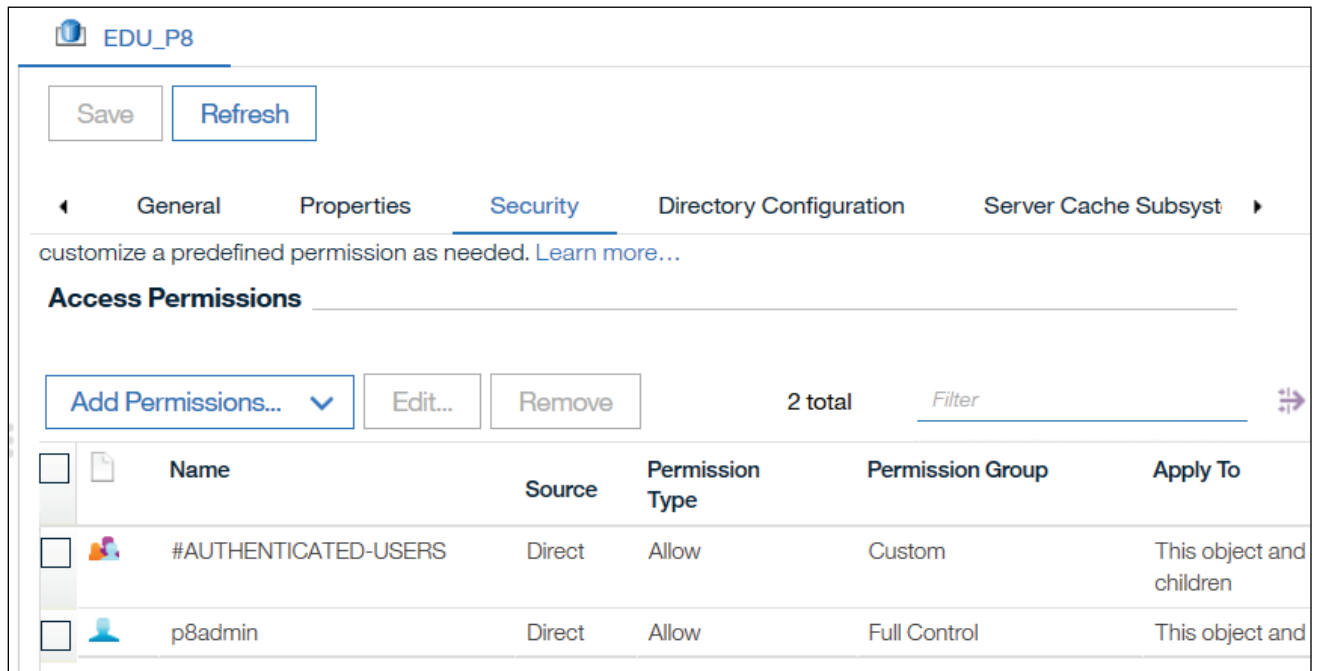 EDU_P8
Save Refresh
General Properties Security Directory Configuration Server Cache Subsyst
customize a predefined permission as needed. Learn more...
Access Permissions
Add Permissions... Edit... Remove 2 total Filter
Name Source Permission Type Permission Group Apply To
#AUTHENTICATED-USERS Direct Allow Custom This object and children
p8admin Direct Allow Full Control This object and